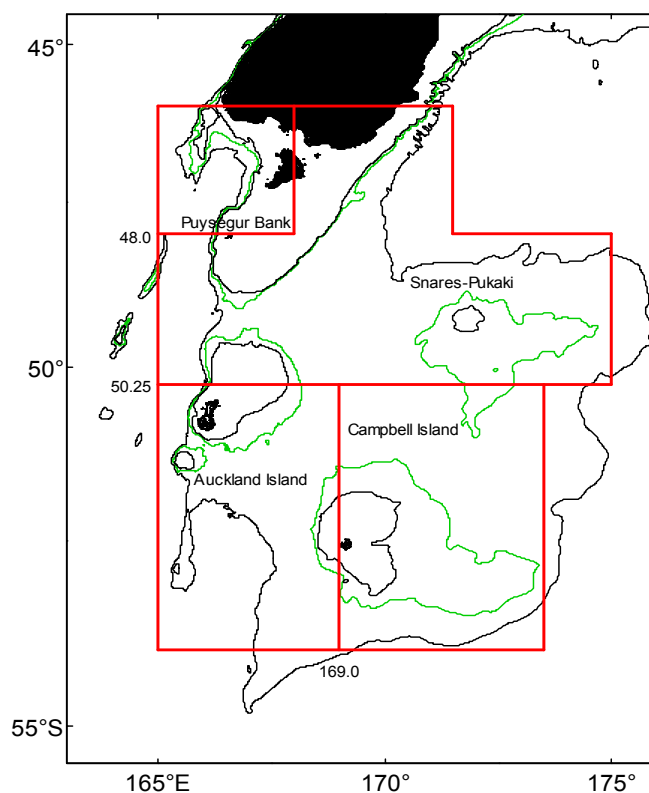 45°
Puysegur Bank
48.0
Snares-Pukaki
50°
50.25
Campbell Island
Auckland Island
169.0
55°S
165°E
170°
175°